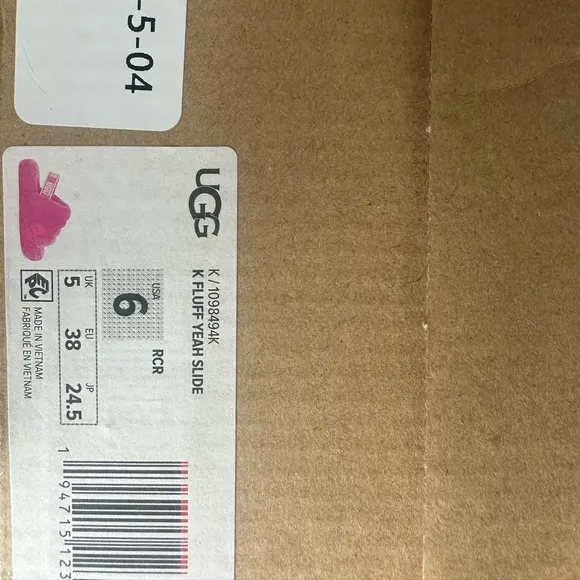 -5-04
UGG
K / 1098494K
K FLUFF YEAH SLIDE
RCR
USA
6
UK EU JP
5 38 24.5
MADE IN VIETNAM
FABRIQUÉ EN VIETNAM
1 94715 123